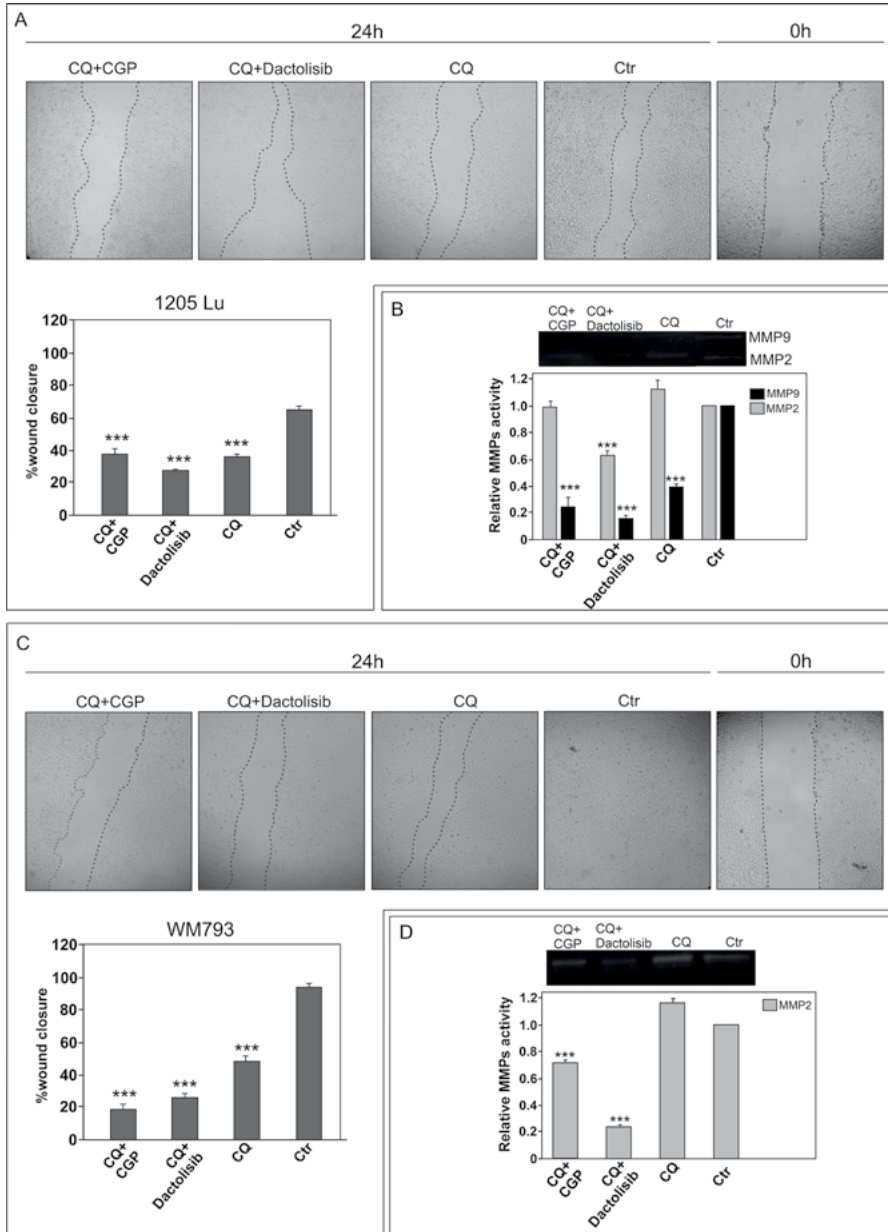 A
24h 0h
CQ+CGP CQ+Dactolisib CQ Ctr
1205 Lu
120
100
80
60
40
20
0
%wound closure
***
***
***
CQ+
CGP
CQ+
Dactolisib
CQ
Ctr
B
CQ+
CGP
CQ+
Dactolisib
CQ
Ctr
MMP9
MMP2
1.2
1.0
0.8
0.6
0.4
0.2
0
Relative MMPs activity
MMP9
MMP2
***
***
***
***
CQ+
CGP
CQ+
Dactolisib
CQ
Ctr
C
24h 0h
CQ+CGP CQ+Dactolisib CQ Ctr
WM793
120
100
80
60
40
20
0
%wound closure
***
***
***
CQ+
CGP
CQ+
Dactolisib
CQ
Ctr
D
CQ+
CGP
CQ+
Dactolisib
CQ
Ctr
1.2
1.0
0.8
0.6
0.4
0.2
0
Relative MMPs activity
MMP2
***
***
CQ+
CGP
CQ+
Dactolisib
CQ
Ctr